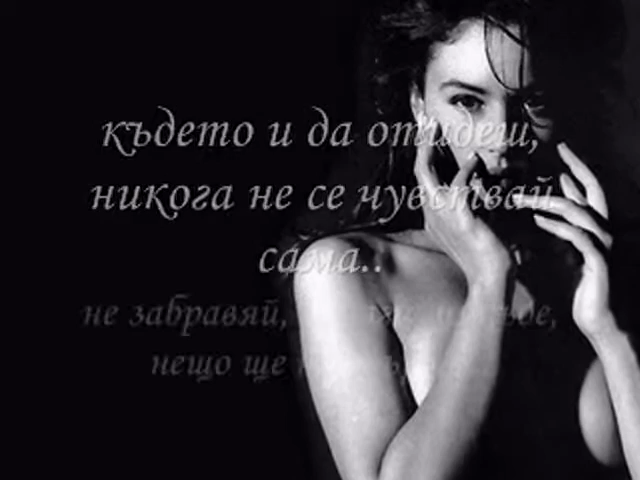 където и да отидеш,
никога не се чувствай
сама..
не забравяй,
нещо ще